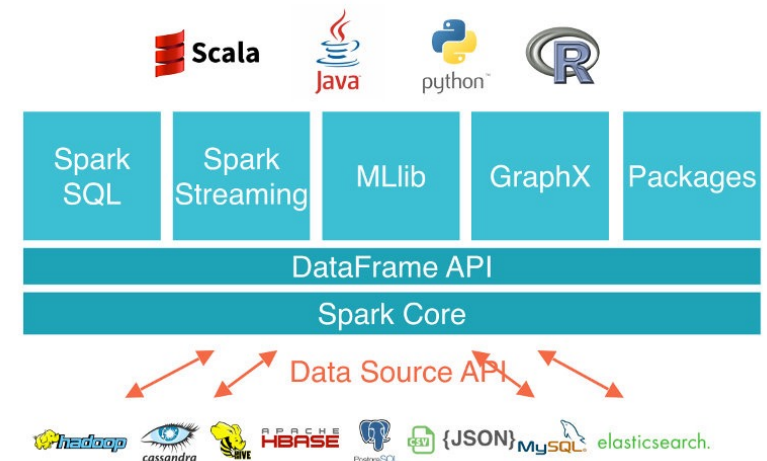 Scala
Java
python™
R
Spark SQL
Spark Streaming
MLlib
GraphX
Packages
DataFrame API
Spark Core
Data Source API
hadoop
cassandra
HIVE
APACHE
HBASE
PostgreSQL
CSV
{JSON}
MySQL
elasticsearch.